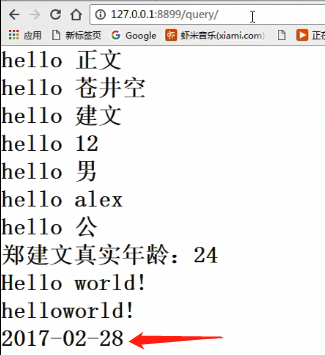 127.0.0.1:8899/query/
应用 新标签页 Google 虾米音乐(xiami.com) 正在
hello 正文
hello 苍井空
hello 建文
hello 12
hello 男
hello alex
hello 公
郑建文真实年龄：24
Hello world!
helloworld!
2017-02-28